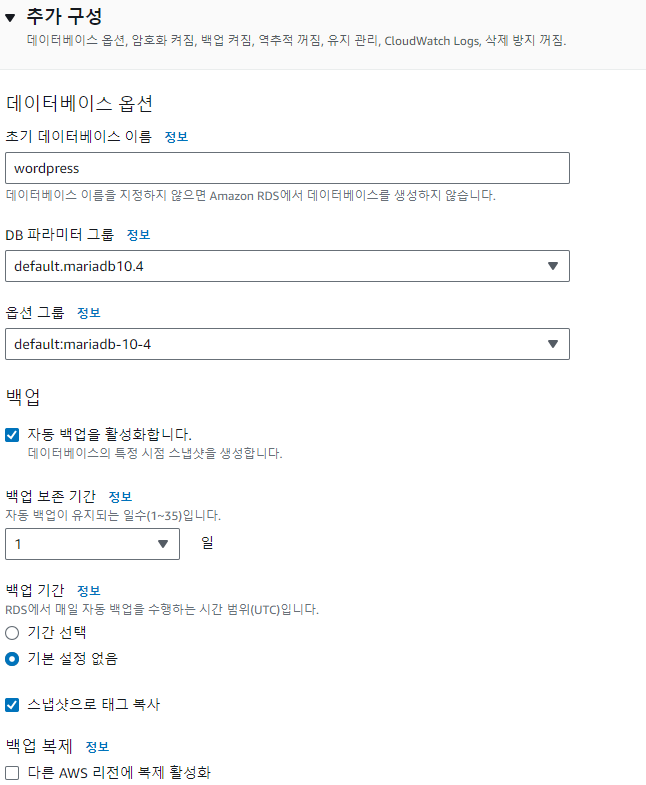 추가 구성
데이터베이스 옵션, 암호화 켜짐, 백업 켜짐, 역추적 꺼짐, 유지 관리, CloudWatch Logs, 삭제 방지 꺼짐.
데이터베이스 옵션
초기 데이터베이스 이름 정보
wordpress
데이터베이스 이름을 지정하지 않으면 Amazon RDS에서 데이터베이스를 생성하지 않습니다.
DB 파라미터 그룹 정보
default.mariadb10.4
옵션 그룹 정보
default:mariadb-10-4
백업
자동 백업을 활성화합니다.
데이터베이스의 특정 시점 스냅샷을 생성합니다.
백업 보존 기간 정보
자동 백업이 유지되는 일수(1~35)입니다.
1 일
백업 기간 정보
RDS에서 매일 자동 백업을 수행하는 시간 범위(UTC)입니다.
기간 선택
기본 설정 없음
스냅샷으로 태그 복사
백업 복제 정보
다른 AWS 리전에 복제 활성화